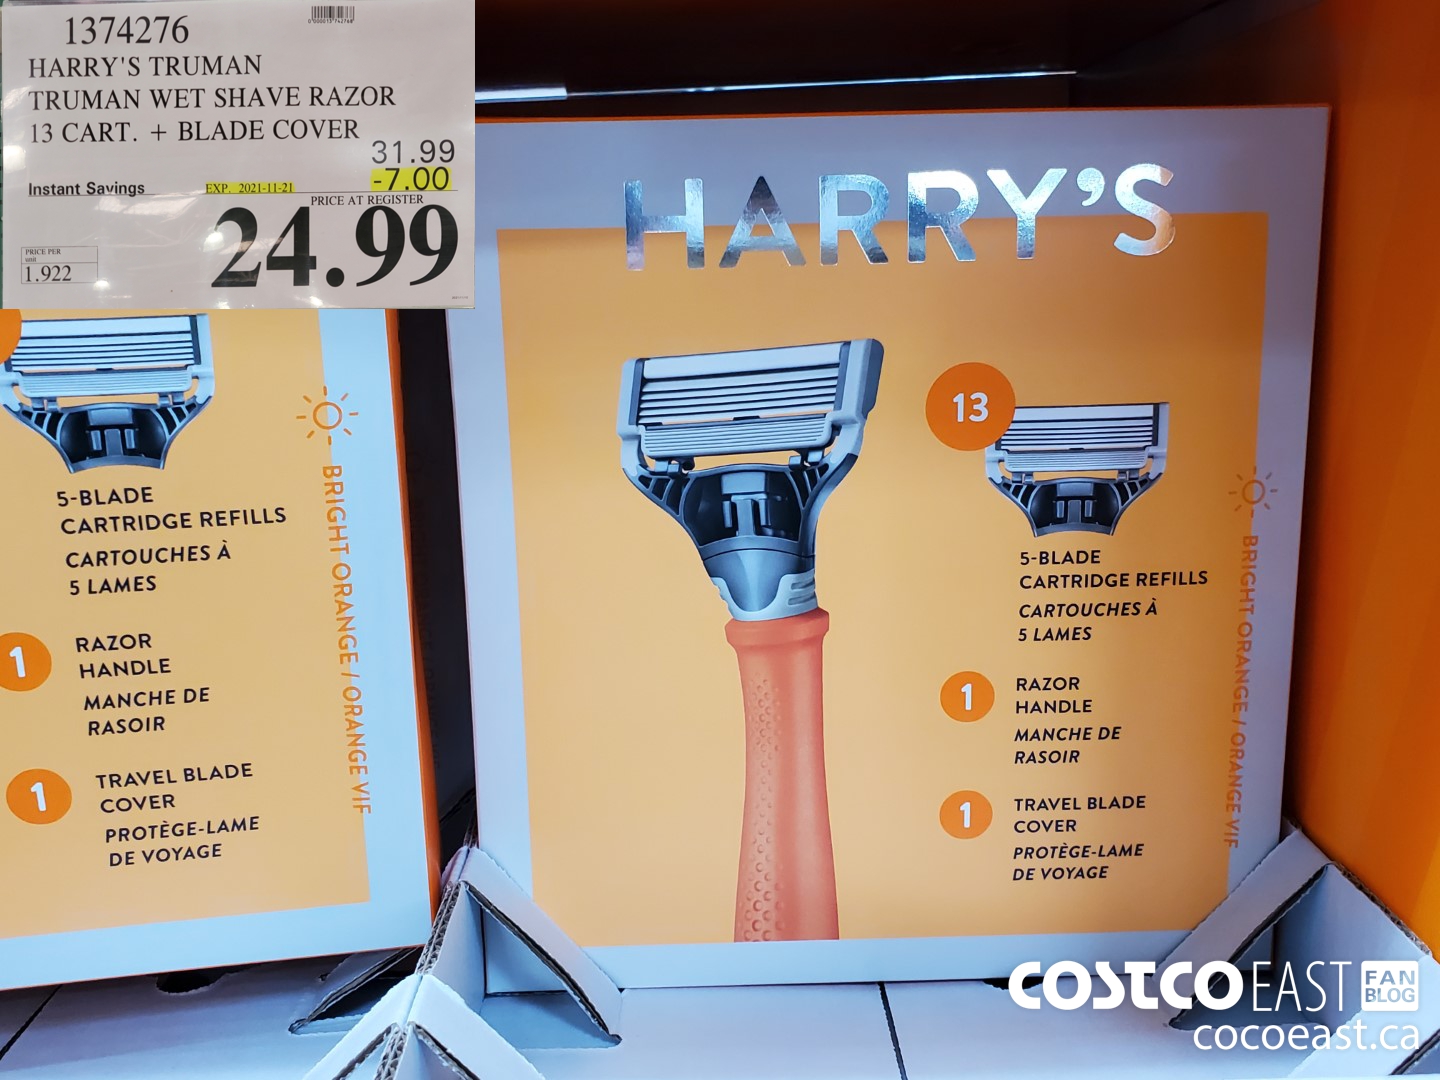 1374276
0"000013"74276"8"
HARRY'S TRUMAN
TRUMAN WET SHAVE RAZOR
13 CART. + BLADE COVER
31.99
Instant Savings EXP. 2021-11-21 -7.00
PRICE AT REGISTER
24.99
PRICE PER
unit
1.922
5-BLADE
CARTRIDGE REFILLS
CARTOUCHES À
5 LAMES
1
RAZOR
HANDLE
MANCHE DE
RASOIR
1
TRAVEL BLADE
COVER
PROTÈGE-LAME
DE VOYAGE
BRIGHT ORANGE / ORANGE VIF
HARRY'S
13
5-BLADE
CARTRIDGE REFILLS
CARTOUCHES À
5 LAMES
1
RAZOR
HANDLE
MANCHE DE
RASOIR
1
TRAVEL BLADE
COVER
PROTÈGE-LAME
DE VOYAGE
BRIGHT ORANGE / ORANGE VIF
COSTCO EAST FAN BLOG
cocoeast.ca